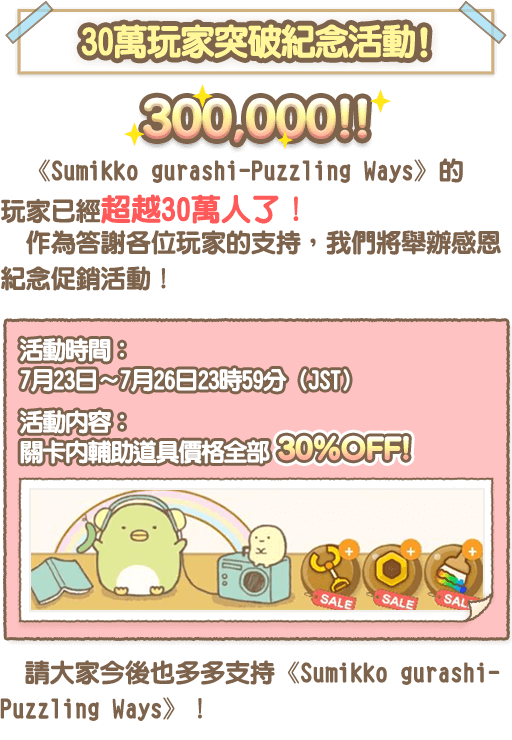 30萬玩家突破紀念活動!
300,000!!
《Sumikko gurashi-Puzzling Ways》的
玩家已經超越30萬人了！
作為答謝各位玩家的支持，我們將舉辦感恩
紀念促銷活動！
活動時間：
7月23日～7月26日23時59分（JST）
活動內容：
關卡內輔助道具價格全部 30%OFF!
SALE SALE SAL
請大家今後也多多支持《Sumikko gurashi-
Puzzling Ways》！